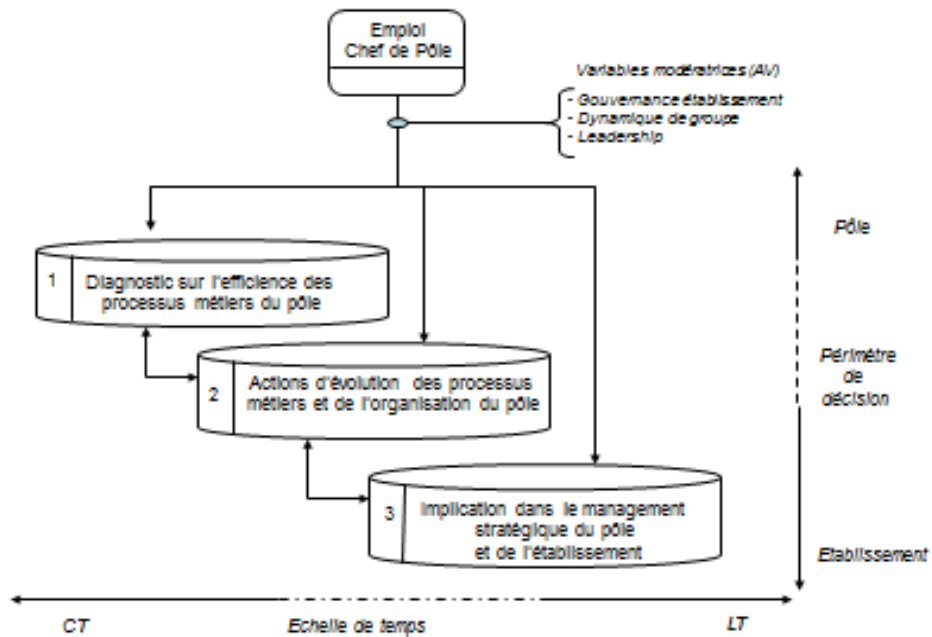 Emploi
Chef de Pôle
Variables modératrices (AV)
- Gouvernance établissement
- Dynamique de groupe
- Leadership
Pôle
1
Diagnostic sur l'efficience des
processus métiers du pôle
Périmètre
de
décision
2
Actions d'évolution des processus
métiers et de l'organisation du pôle
3
Implication dans le management
stratégique du pôle
et de l'établissement
Etablissement
CT
Echelle de temps
LT